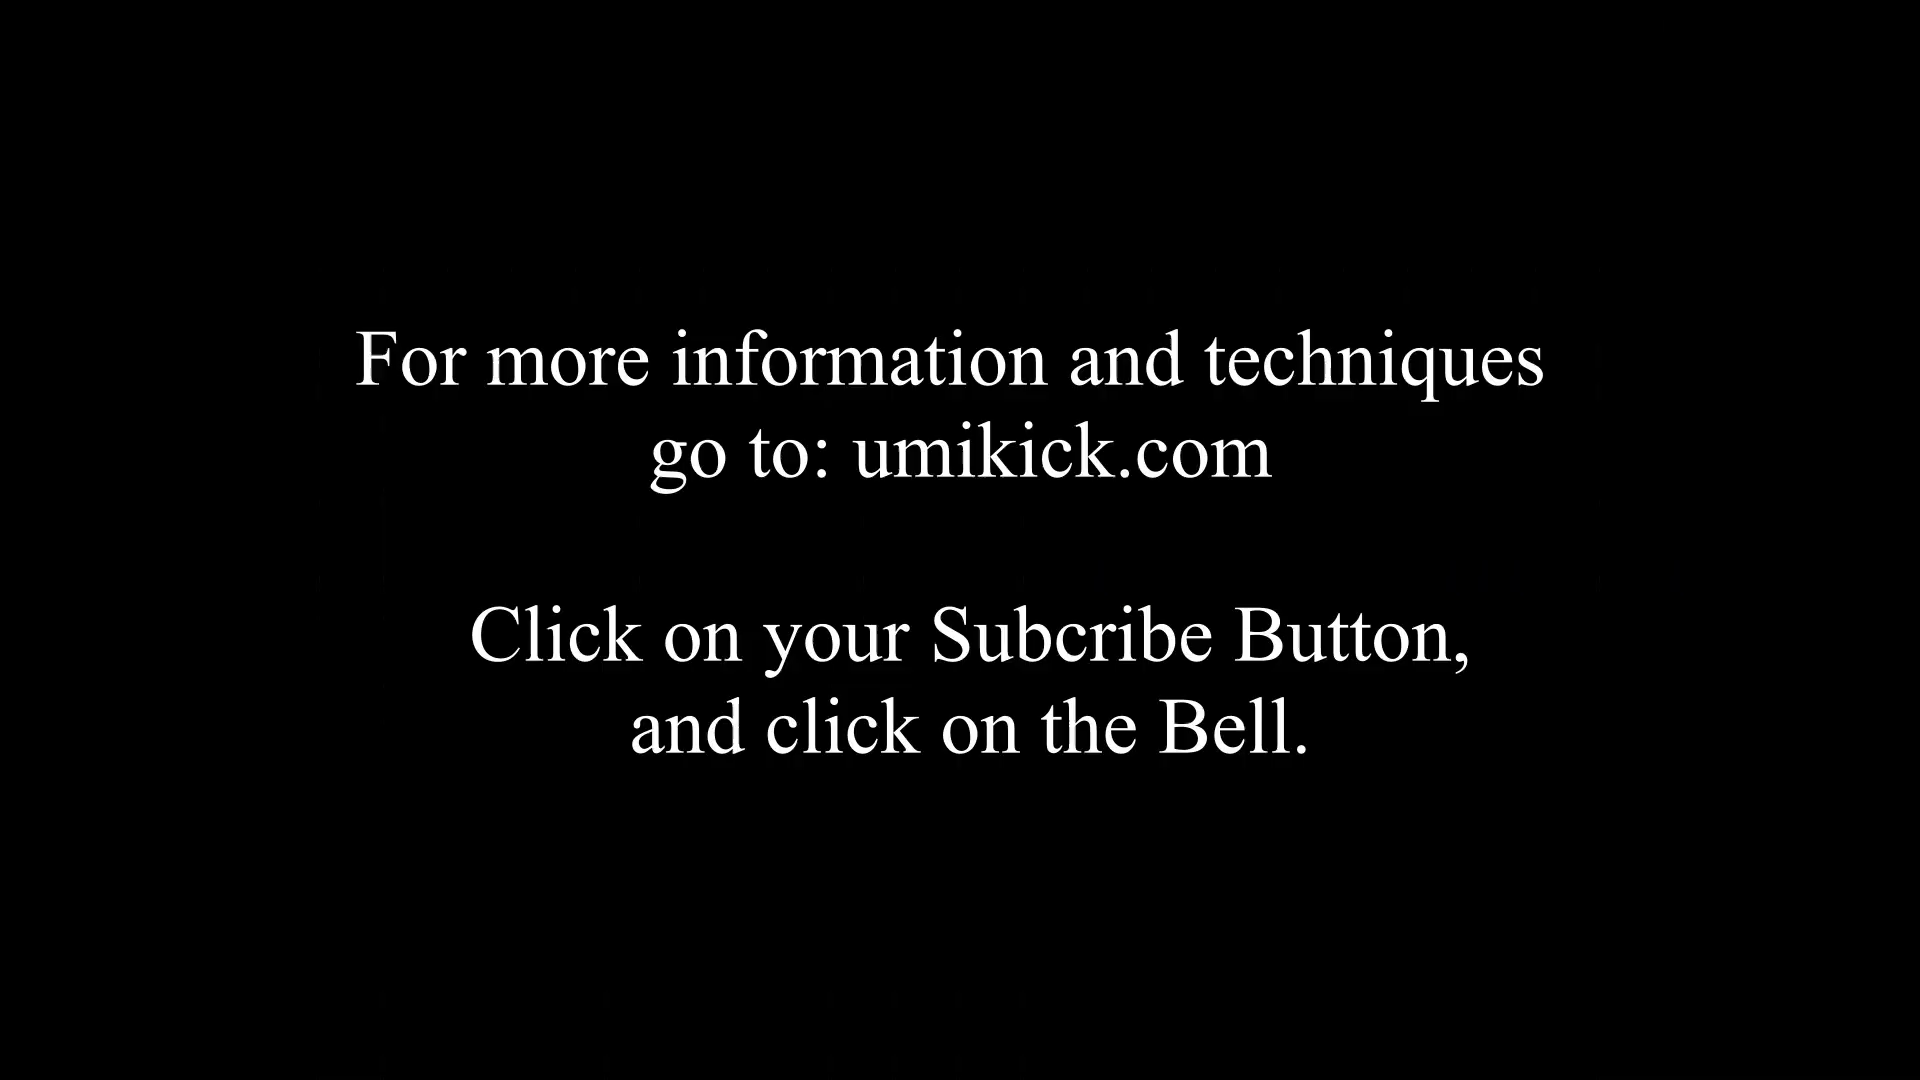 For more information and techniques
go to: umikick.com
Click on your Subcribe Button,
and click on the Bell.